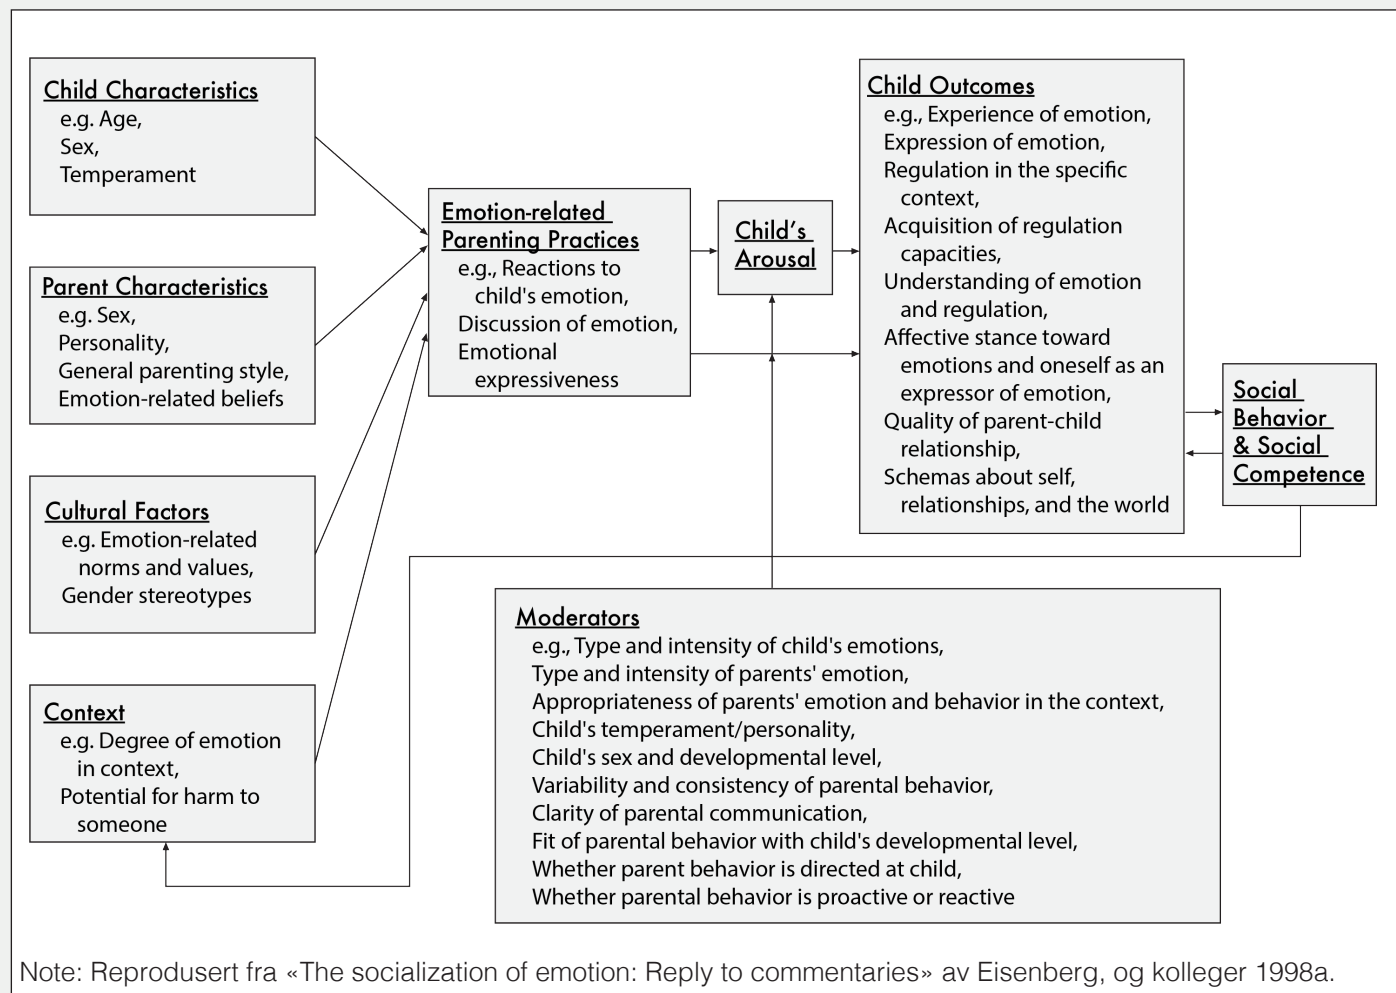 Child Characteristics
e.g. Age,
Sex,
Temperament
Parent Characteristics
e.g. Sex,
Personality,
General parenting style,
Emotion-related beliefs
Cultural Factors
e.g. Emotion-related
norms and values,
Gender stereotypes
Context
e.g. Degree of emotion
in context,
Potential for harm to
someone
Emotion-related
Parenting Practices
e.g., Reactions to
child's emotion,
Discussion of emotion,
Emotional
expressiveness
Child's
Arousal
Child Outcomes
e.g., Experience of emotion,
Expression of emotion,
Regulation in the specific
context,
Acquisition of regulation
capacities,
Understanding of emotion
and regulation,
Affective stance toward
emotions and oneself as an
expressor of emotion,
Quality of parent-child
relationship,
Schemas about self,
relationships, and the world
Social
Behavior
& Social
Competence
Moderators
e.g., Type and intensity of child's emotions,
Type and intensity of parents' emotion,
Appropriateness of parents' emotion and behavior in the context,
Child's temperament/personality,
Child's sex and developmental level,
Variability and consistency of parental behavior,
Clarity of parental communication,
Fit of parental behavior with child's developmental level,
Whether parent behavior is directed at child,
Whether parental behavior is proactive or reactive
Note: Reprodusert fra «The socialization of emotion: Reply to commentaries» av Eisenberg, og kolleger 1998a.